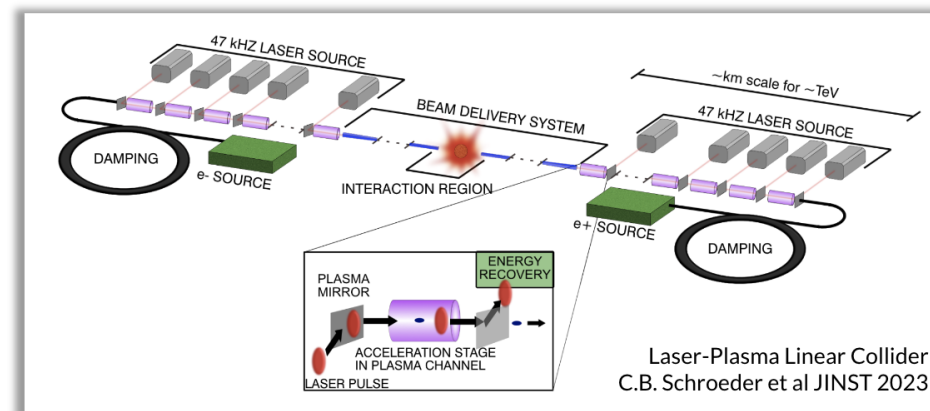 47 kHZ LASER SOURCE
~km scale for ~TeV
BEAM DELIVERY SYSTEM
47 kHZ LASER SOURCE
DAMPING
e- SOURCE
INTERACTION REGION
e+ SOURCE
DAMPING
ENERGY
RECOVERY
PLASMA
MIRROR
ACCELERATION STAGE
IN PLASMA CHANNEL
LASER PULSE
Laser-Plasma Linear Collider
C.B. Schroeder et al JINST 2023